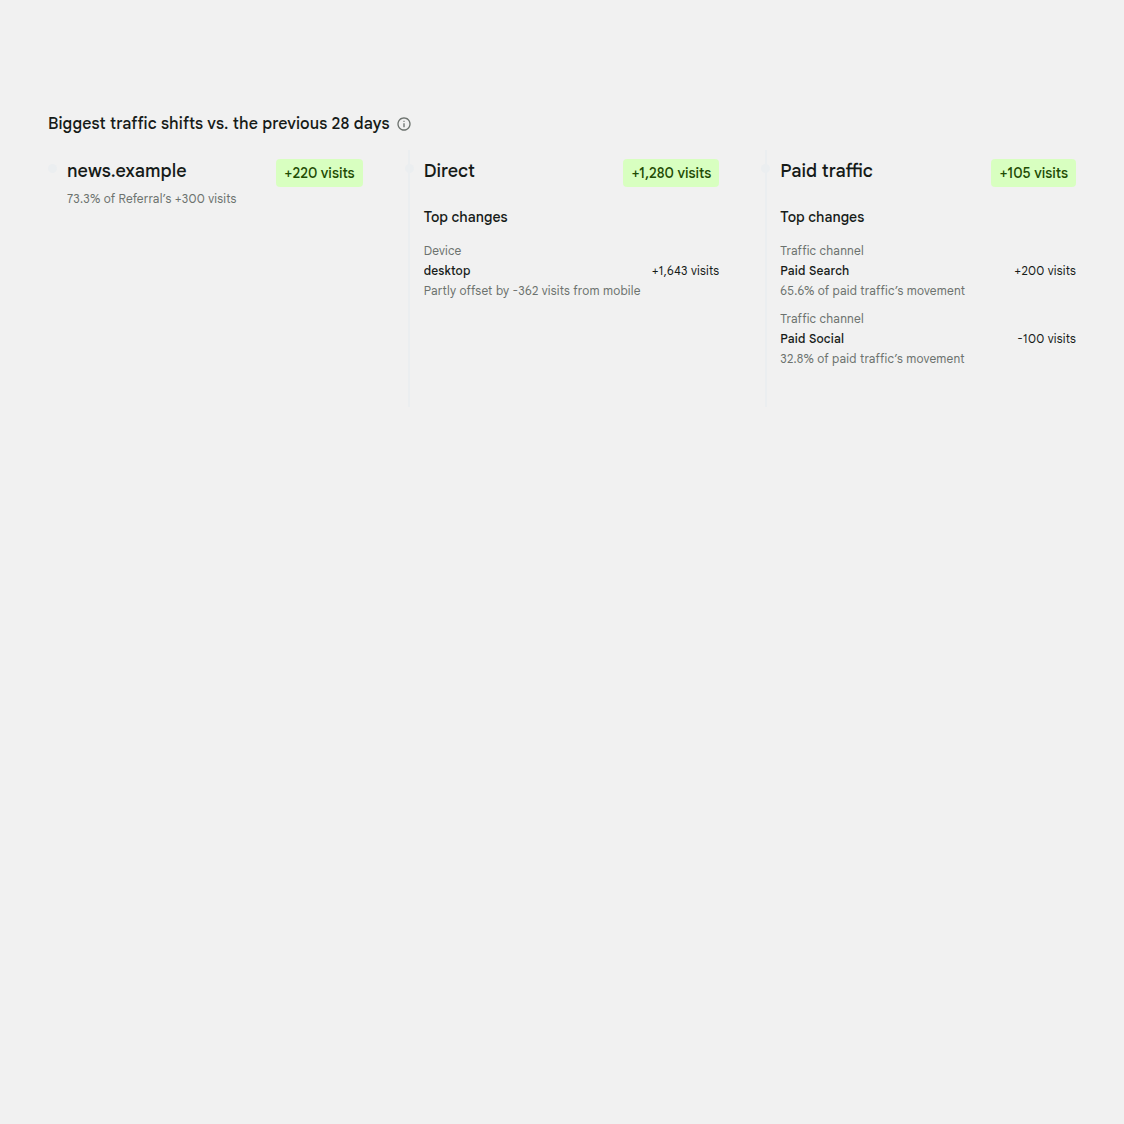 Biggest traffic shifts vs. the previous 28 days
news.example
+220 visits
73.3% of Referral’s +300 visits
Direct
+1,280 visits
Top changes
Device
desktop
+1,643 visits
Partly offset by -362 visits from mobile
Paid traffic
+105 visits
Top changes
Traffic channel
Paid Search
+200 visits
65.6% of paid traffic’s movement
Traffic channel
Paid Social
-100 visits
32.8% of paid traffic’s movement